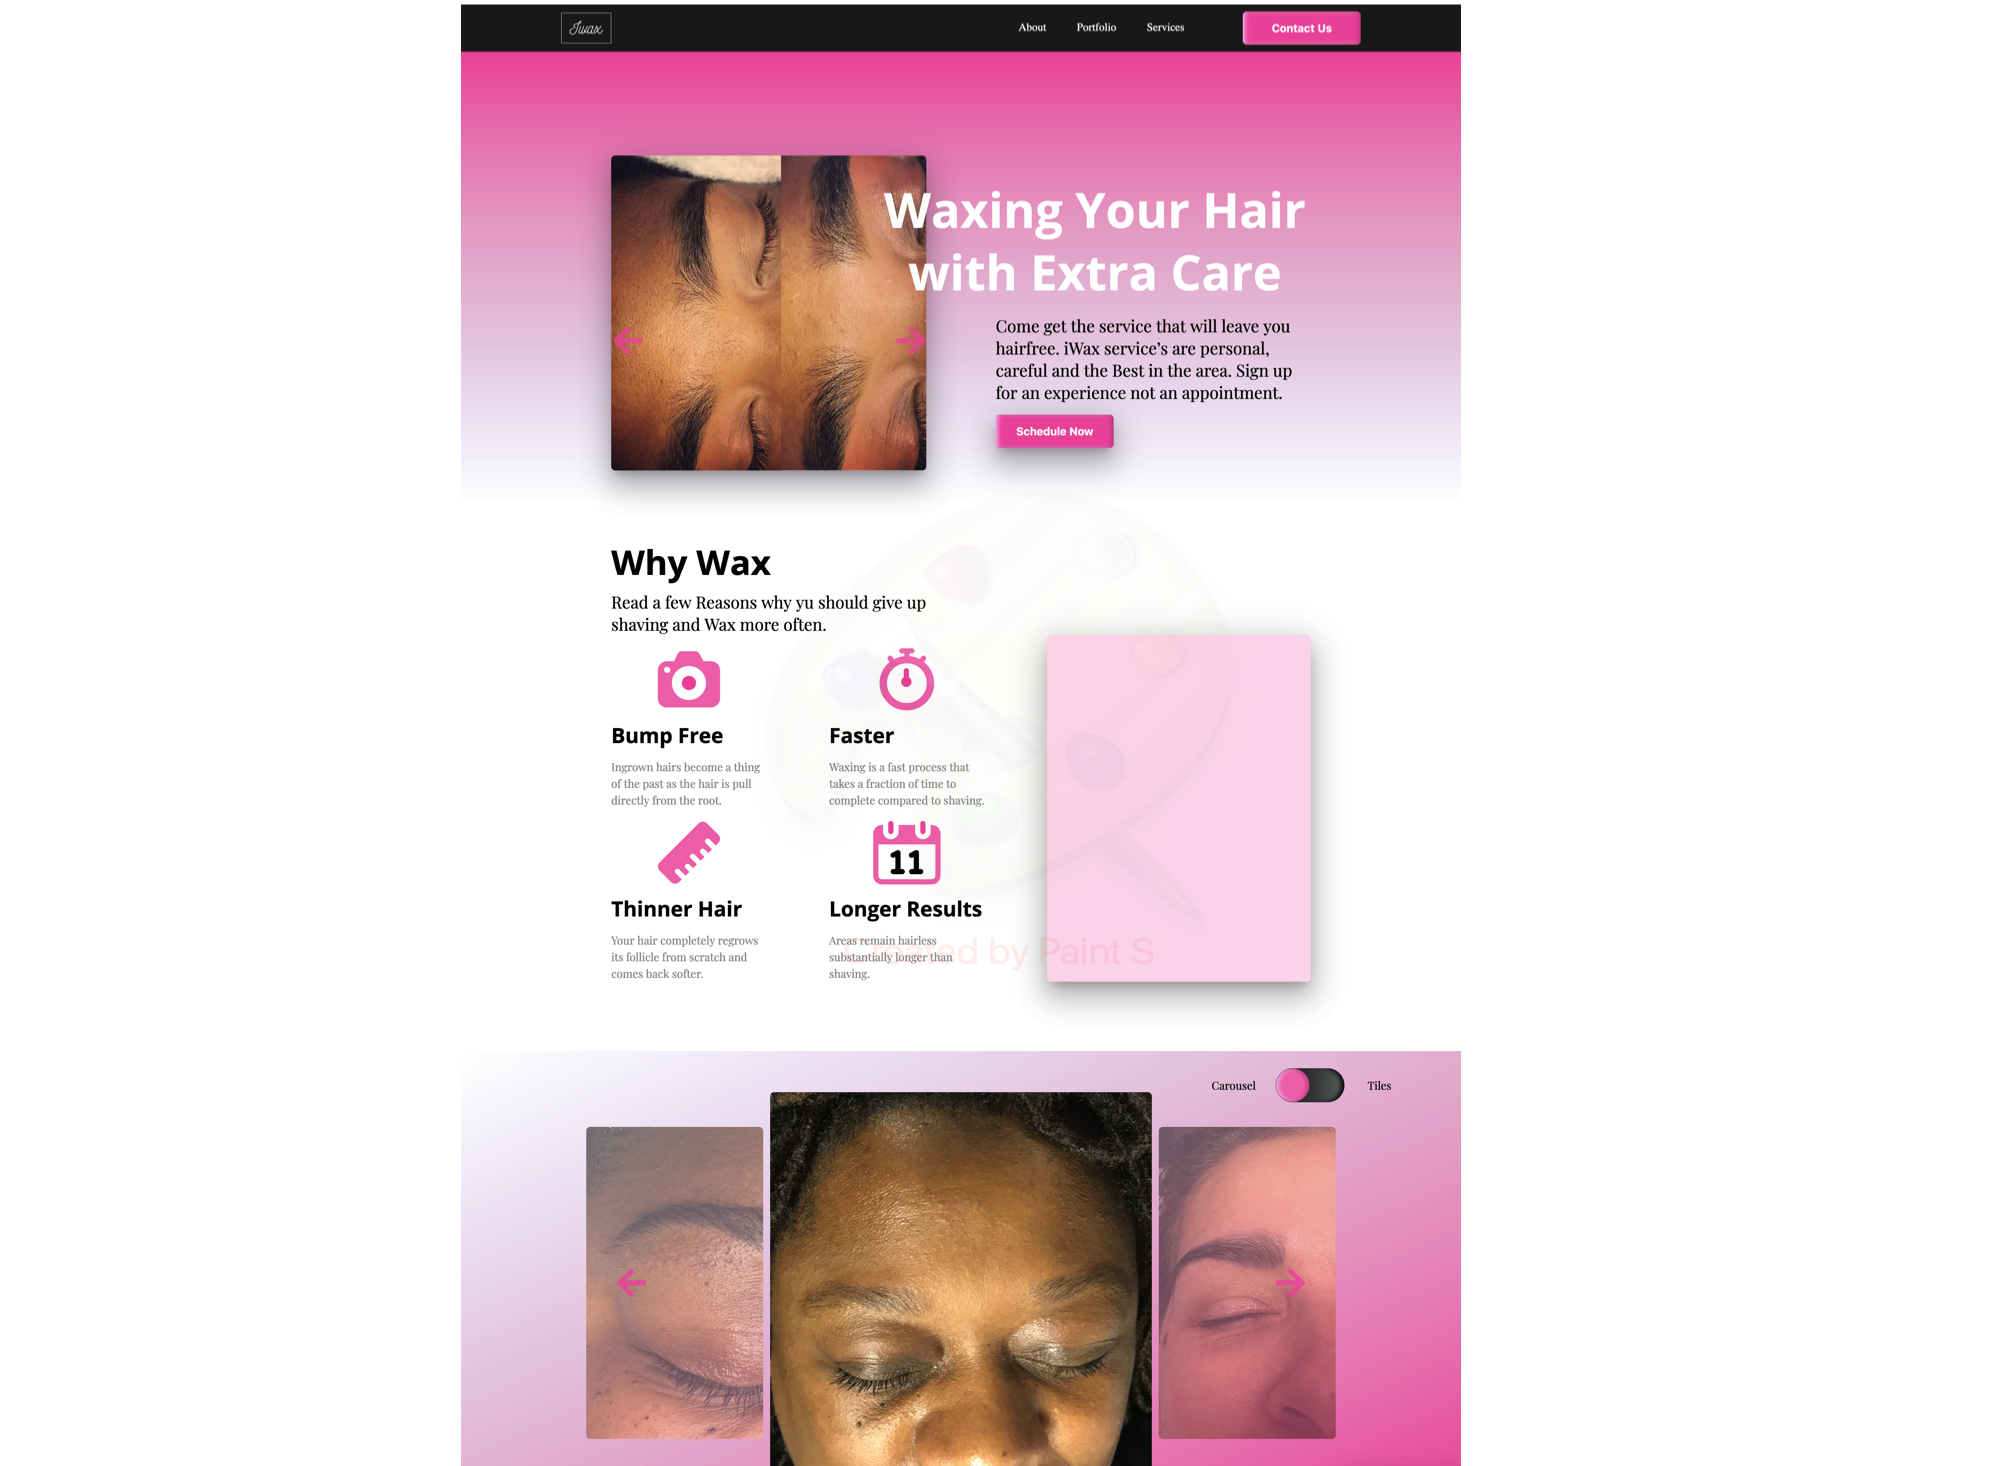 Iwax
About Portfolio Services Contact Us
Waxing Your Hair
with Extra Care
Come get the service that will leave you
hairfree. iWax service’s are personal,
careful and the Best in the area. Sign up
for an experience not an appointment.
Schedule Now
Why Wax
Read a few Reasons why yu should give up
shaving and Wax more often.
Bump Free
Ingrown hairs become a thing
of the past as the hair is pull
directly from the root.
Faster
Waxing is a fast process that
takes a fraction of time to
complete compared to shaving.
Thinner Hair
Your hair completely regrows
its follicle from scratch and
comes back softer.
11
Longer Results
Areas remain hairless
substantially longer than
shaving.
Created by Paint S
Carousel Tiles